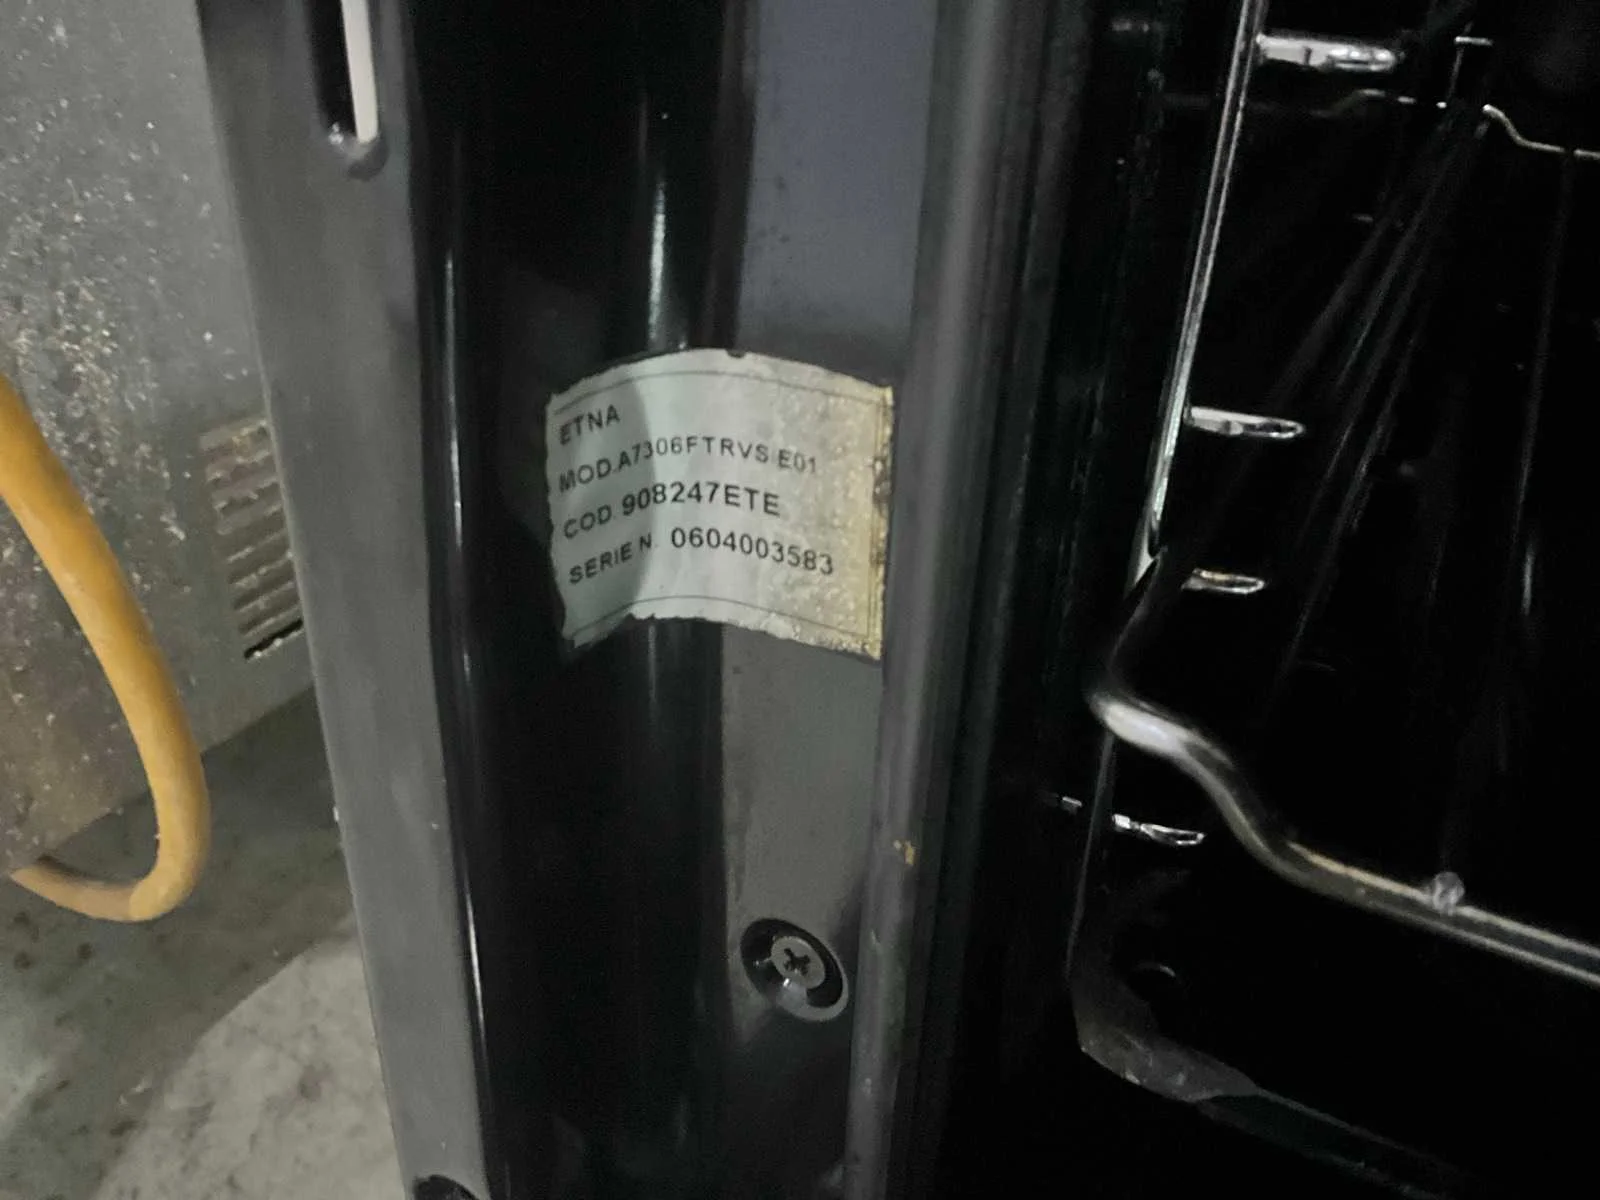 ETNA
MOD.A7306FTRVS E01
COD. 908247ETE
SERIE N. 0604003583